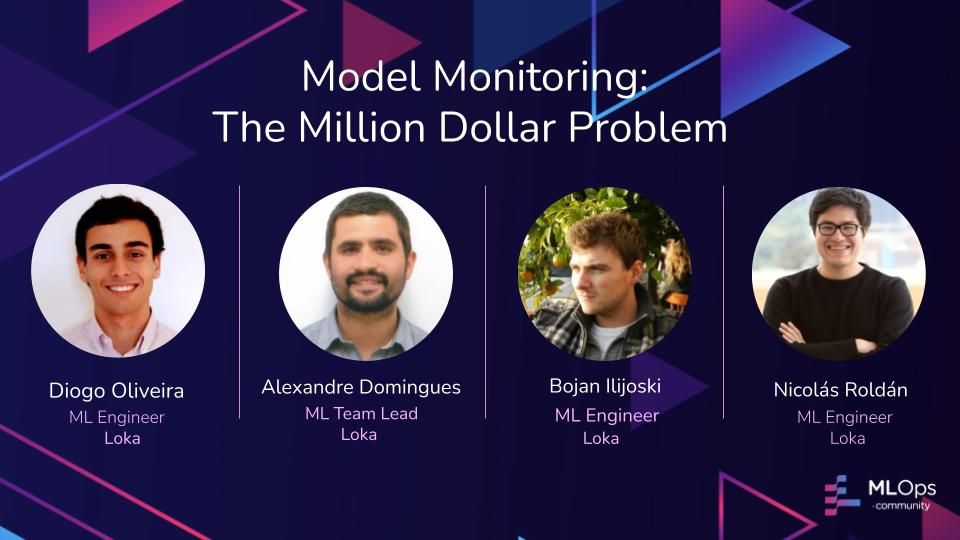 Model Monitoring:
The Million Dollar Problem
Diogo Oliveira
ML Engineer
Loka
Alexandre Domingues
ML Team Lead
Loka
Bojan Ilijoski
ML Engineer
Loka
Nicolás Roldán
ML Engineer
Loka
MLOps
community